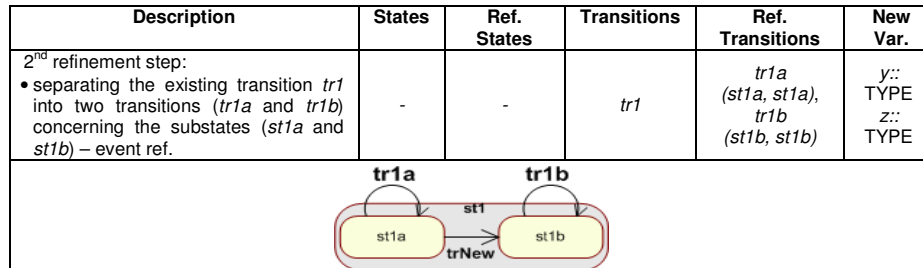 Description States Ref. States Transitions Ref. Transitions New Var.
2nd refinement step:
• separating the existing transition tr1
into two transitions (tr1a and tr1b)
concerning the substates (st1a and
st1b) – event ref.
- - tr1
tr1a
(st1a, st1a),
tr1b
(st1b, st1b)
y::
TYPE
z::
TYPE
tr1a tr1b
st1
st1a st1b
trNew